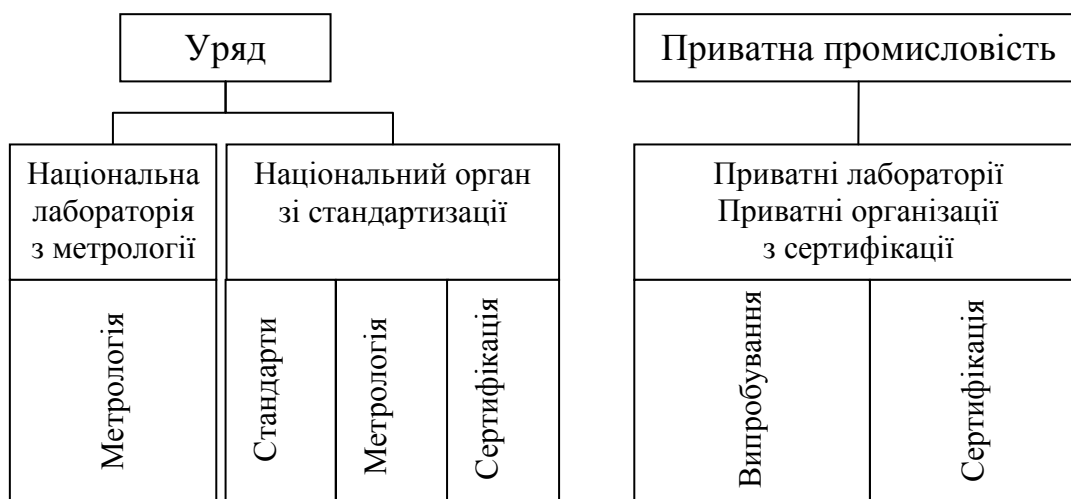 Уряд
Приватна промисловість
Національна
лабораторія
з метрології
Національний орган
зі стандартизації
Приватні лабораторії
Приватні організації
з сертифікації
Метрологія
Стандарти
Метрологія
Сертифікація
Випробування
Сертифікація